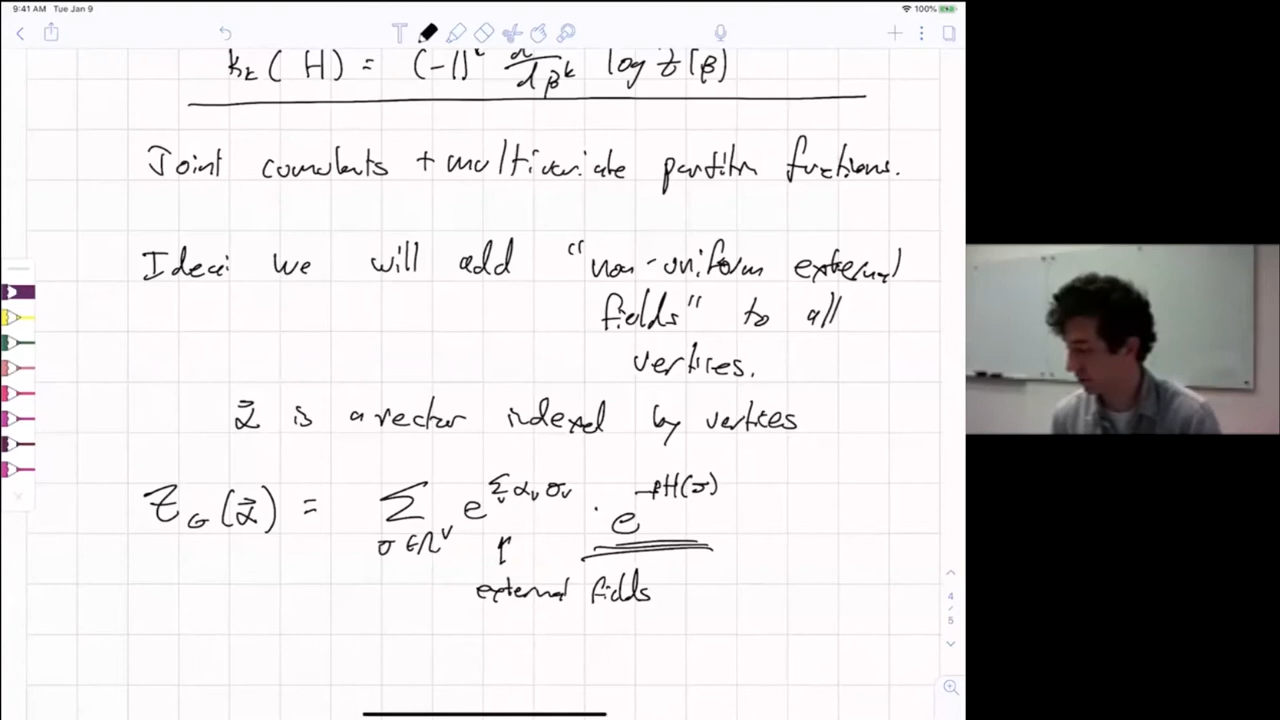 9:41 AM Tue Jan 9
100%
k_k(H) = (-1)^k d/dβ^k log Z(β)
Joint cumulants + multivariate partition functions.
Idea: we will add "non-uniform external
fields" to all
vertices.
α⃗ is a vector indexed by vertices
Z_G(α⃗) = Σ_{σ∈Ω^V} e^{Σ_v α_v σ_v} · e^{-βH(σ)}
external fields
4
/
5